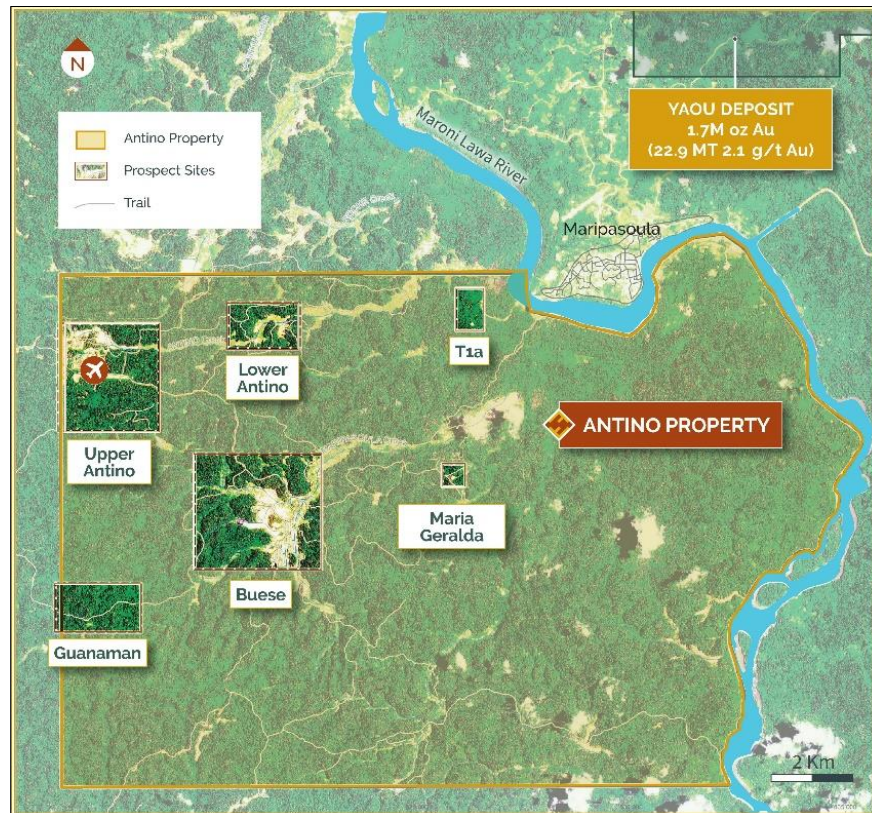 N
Antino Property
Prospect Sites
Trail
Maroni Lawa River
YAOU DEPOSIT
1.7M oz Au
(22.9 MT 2.1 g/t Au)
Maripasoula
T1a
Lower
Antino
ANTINO PROPERTY
Upper
Antino
Maria
Geralda
Buese
Guanaman
2 Km